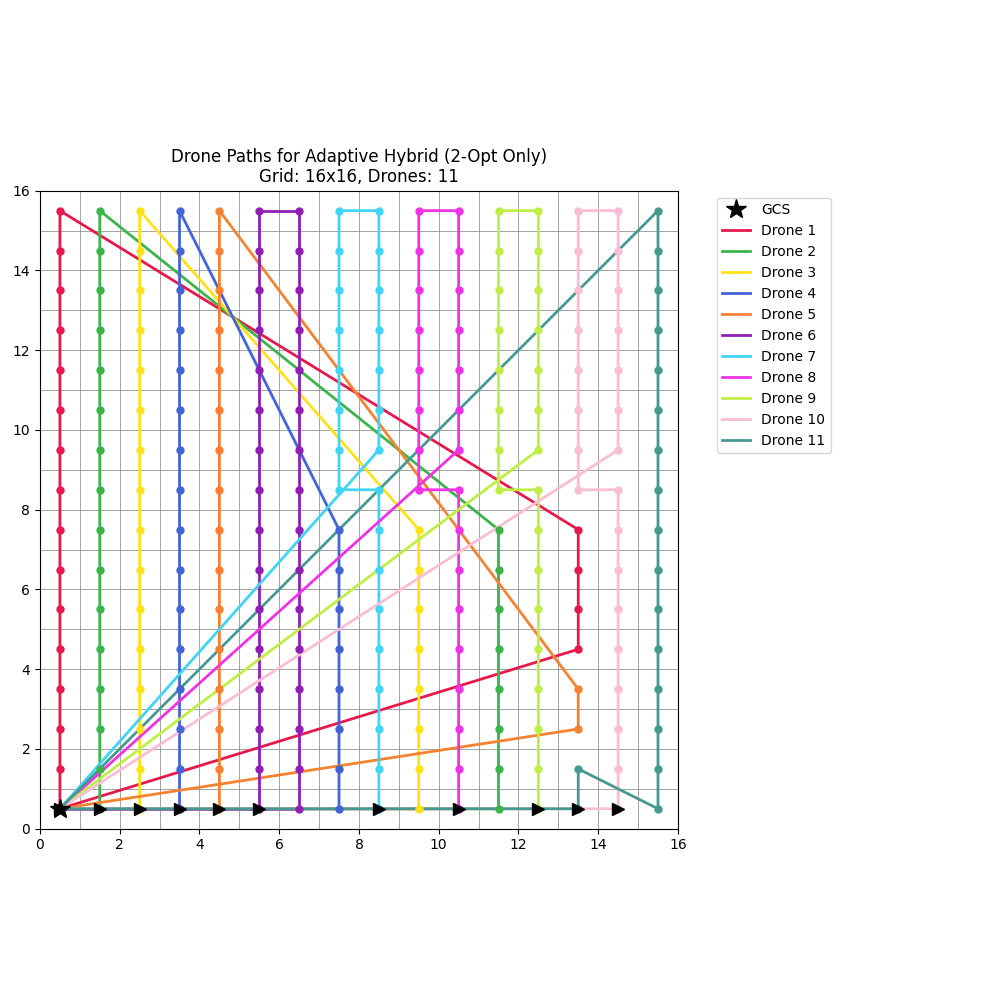 Drone Paths for Adaptive Hybrid (2-Opt Only)
Grid: 16x16, Drones: 11
16
14
12
10
8
6
4
2
0
0 2 4 6 8 10 12 14 16
GCS
Drone 1
Drone 2
Drone 3
Drone 4
Drone 5
Drone 6
Drone 7
Drone 8
Drone 9
Drone 10
Drone 11